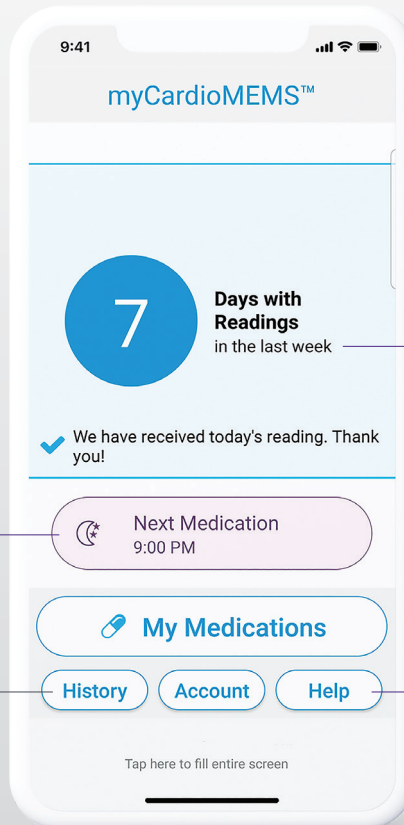 9:41
myCardioMEMS™
7
Days with
Readings
in the last week
We have received today's reading. Thank
you!
Next Medication
9:00 PM
My Medications
History
Account
Help
Tap here to fill entire screen